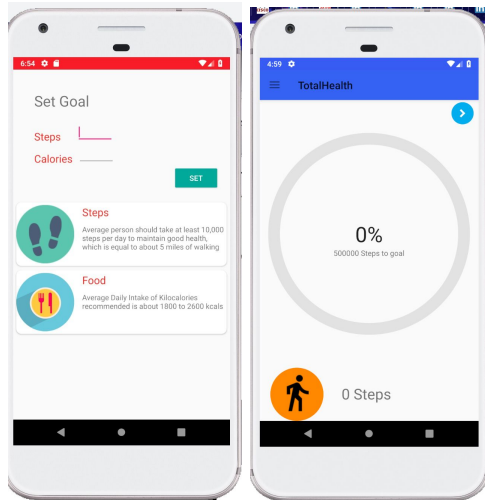 6:54
Set Goal
Steps
Calories
SET
Steps
Average person should take at least 10,000
steps per day to maintain good health,
which is equal to about 5 miles of walking
Food
Average Daily Intake of Kilocalories
recommended is about 1800 to 2600 kcals
4:59
TotalHealth
0%
500000 Steps to goal
0 Steps